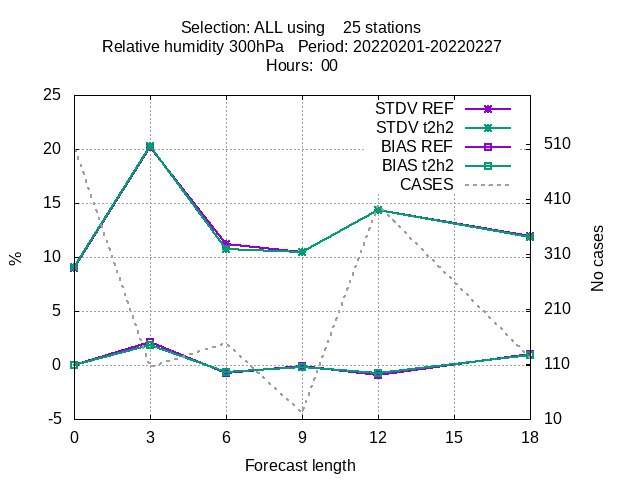 Selection: ALL using    25 stations
Relative humidity 300hPa   Period: 20220201-20220227
Hours:  00
STDV REF
STDV t2h2
BIAS REF
BIAS t2h2
CASES
25
20
15
10
5
0
-5
%
510
410
310
210
110
10
No cases
0 3 6 9 12 15 18
Forecast length